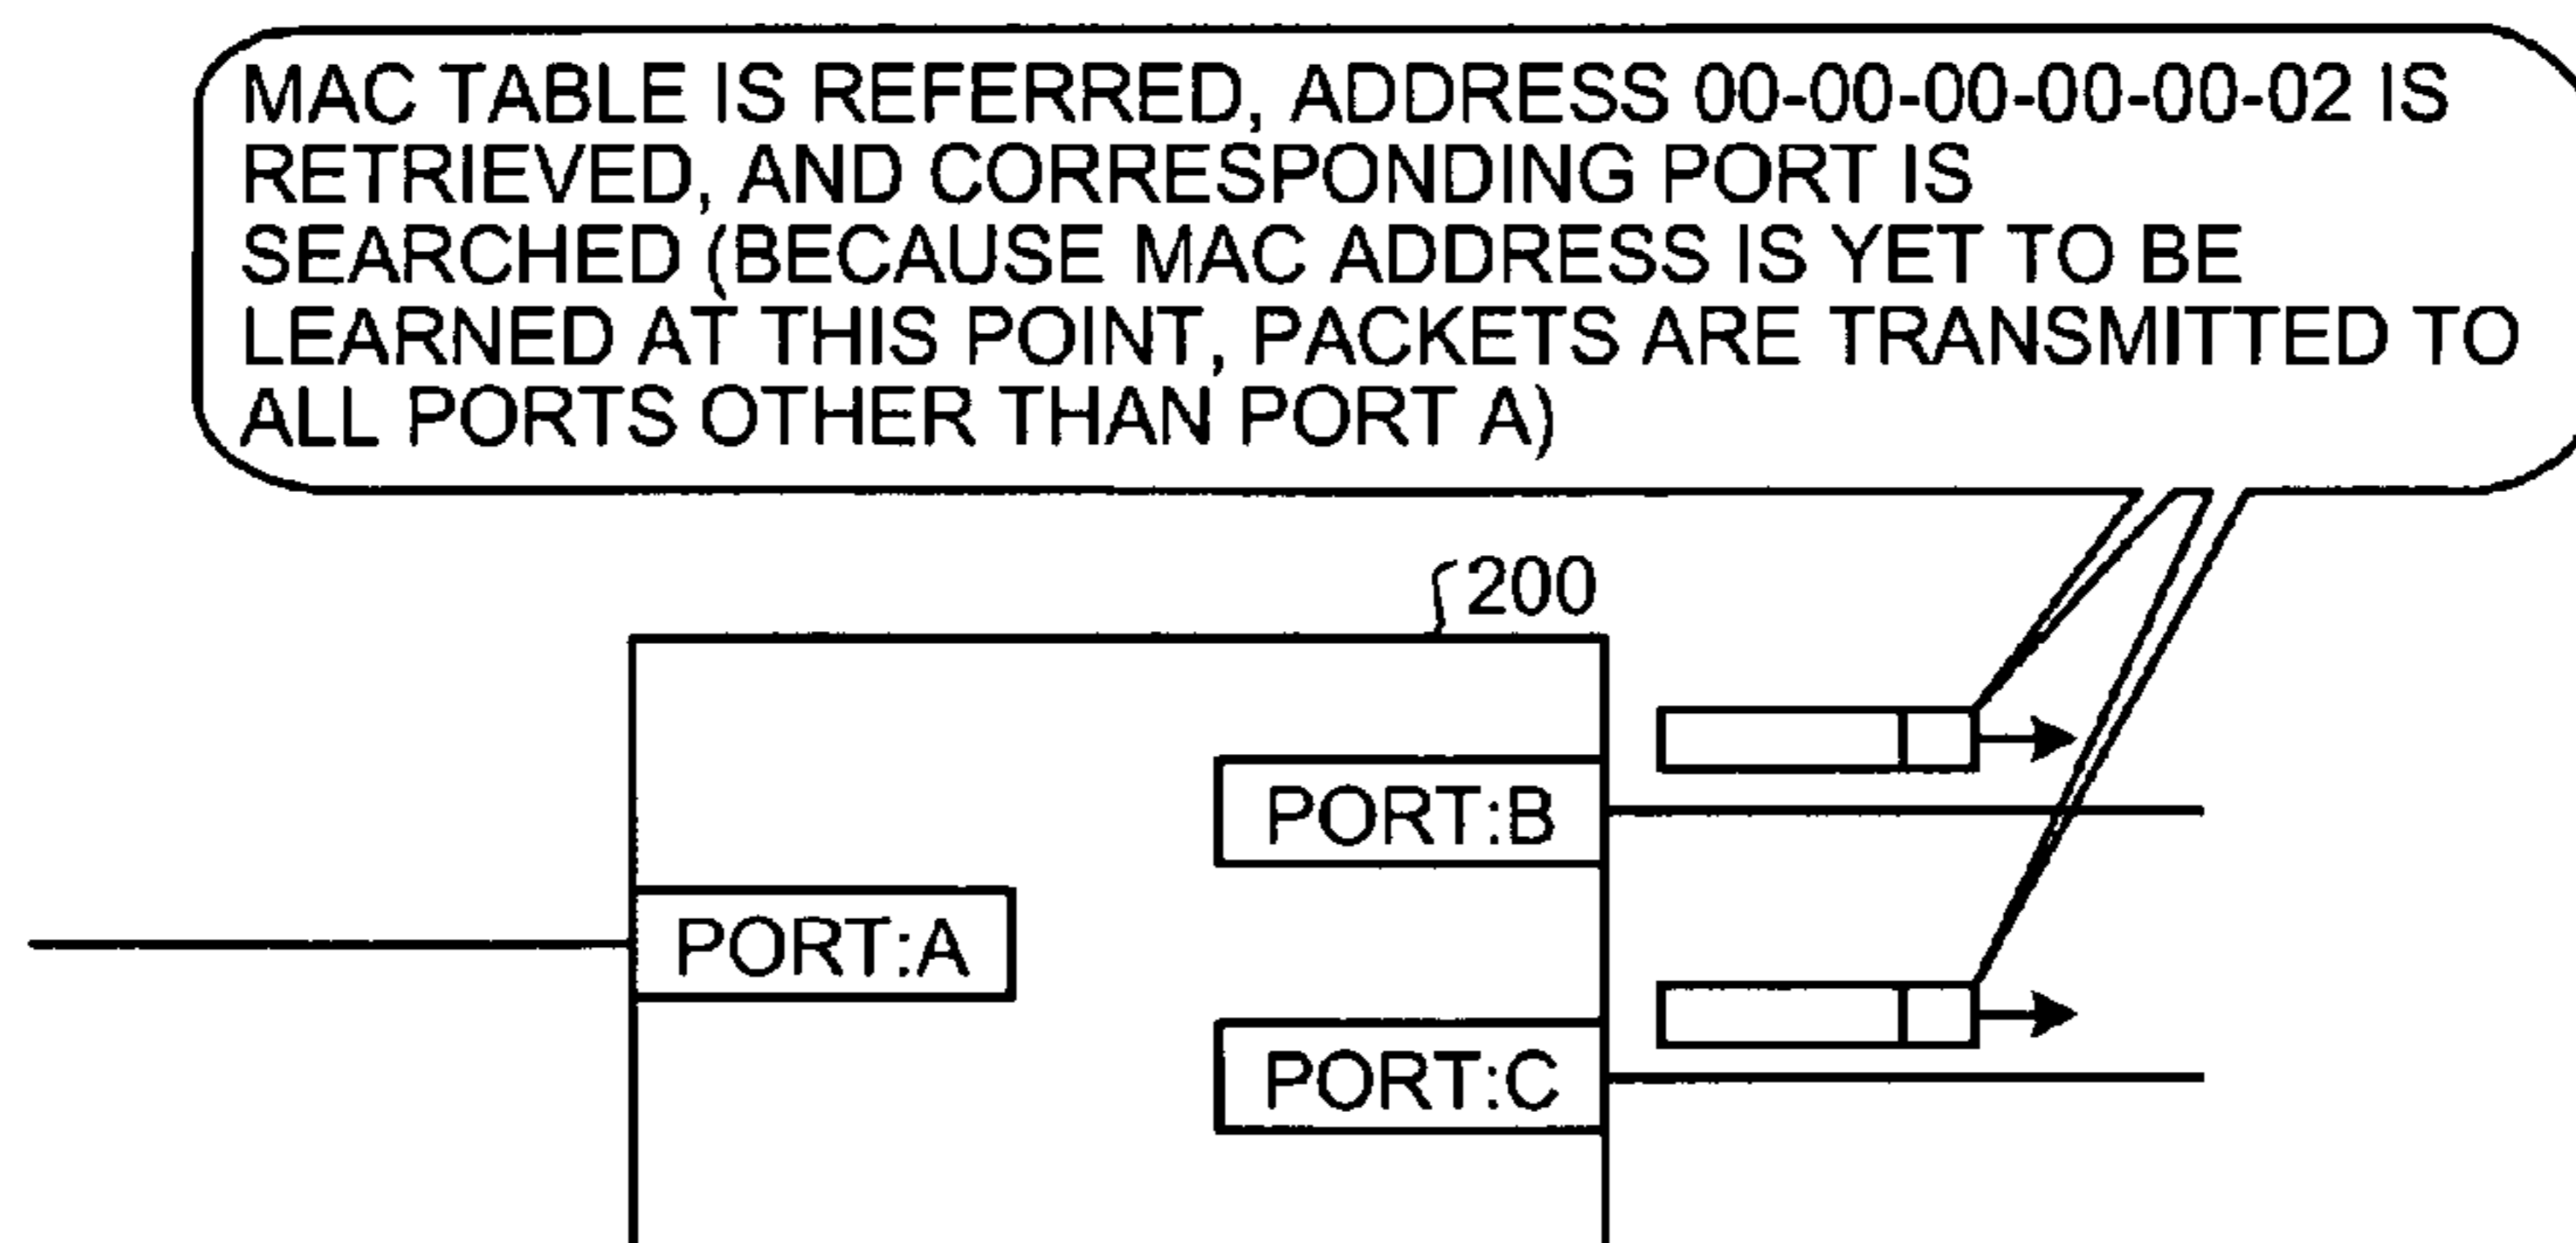 MAC TABLE IS REFERRED, ADDRESS 00-00-00-00-00-02 IS
RETRIEVED, AND CORRESPONDING PORT IS
SEARCHED (BECAUSE MAC ADDRESS IS YET TO BE
LEARNED AT THIS POINT, PACKETS ARE TRANSMITTED TO
ALL PORTS OTHER THAN PORT A)
200
PORT:B
PORT:A
PORT:C